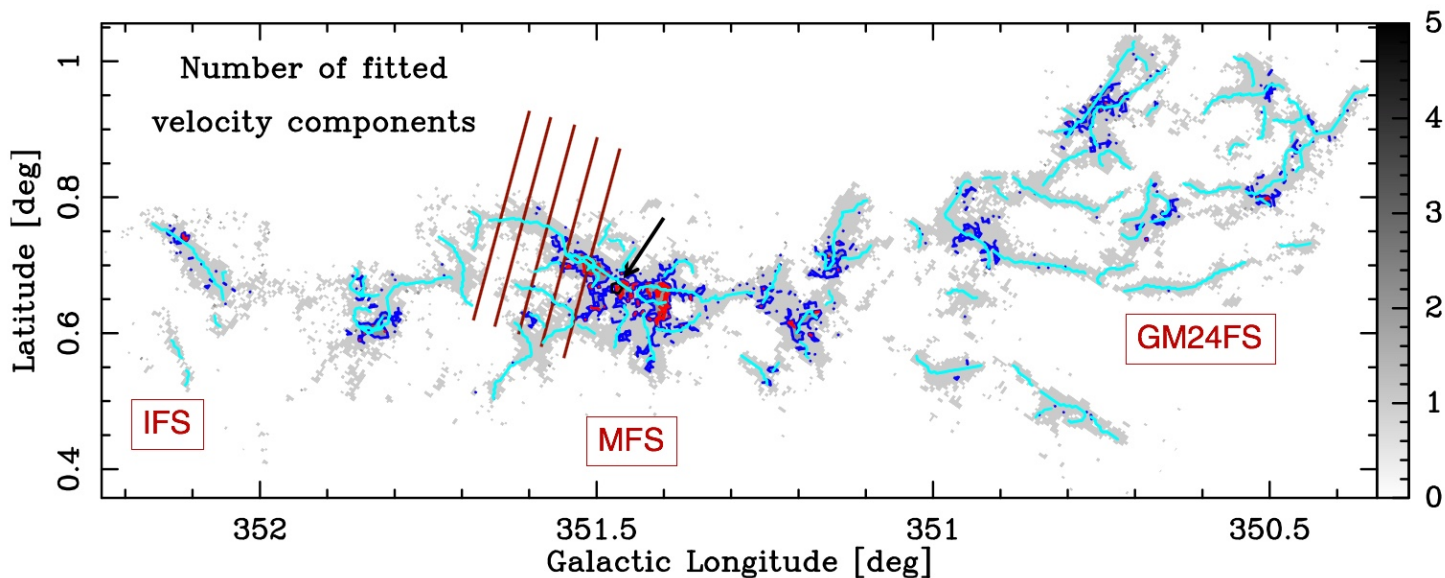 Number of fitted
velocity components
Latitude [deg]
1
0.8
0.6
0.4
IFS
MFS
GM24FS
352
351.5
351
350.5
Galactic Longitude [deg]
5
4
3
2
1
0